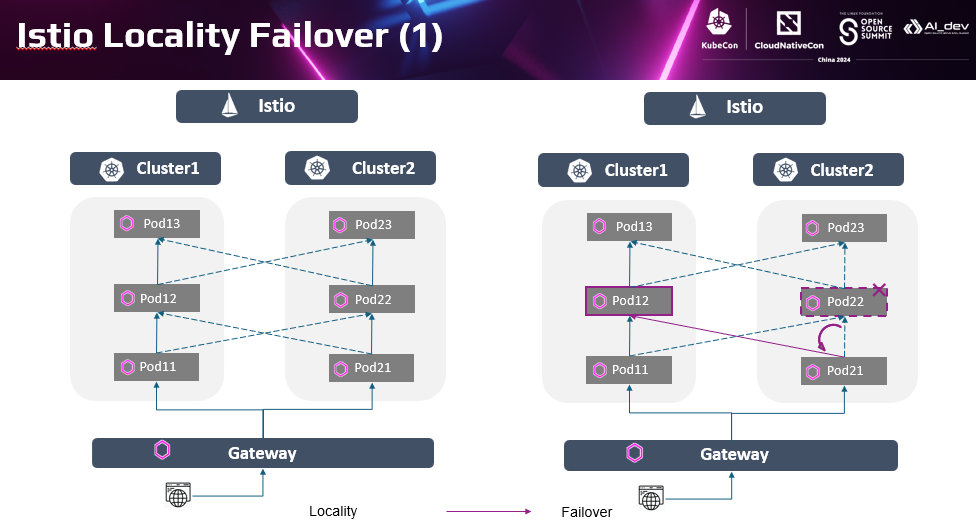 Istio Locality Failover (1)
KubeCon
CloudNativeCon
THE LINUX FOUNDATION
OPEN
SOURCE
SUMMIT
AI_dev
China 2024
Istio
Cluster1
Cluster2
Pod13
Pod23
Pod12
Pod22
Pod11
Pod21
Gateway
Istio
Cluster1
Cluster2
Pod13
Pod23
Pod12
Pod22
Pod11
Pod21
Gateway
Locality
Failover